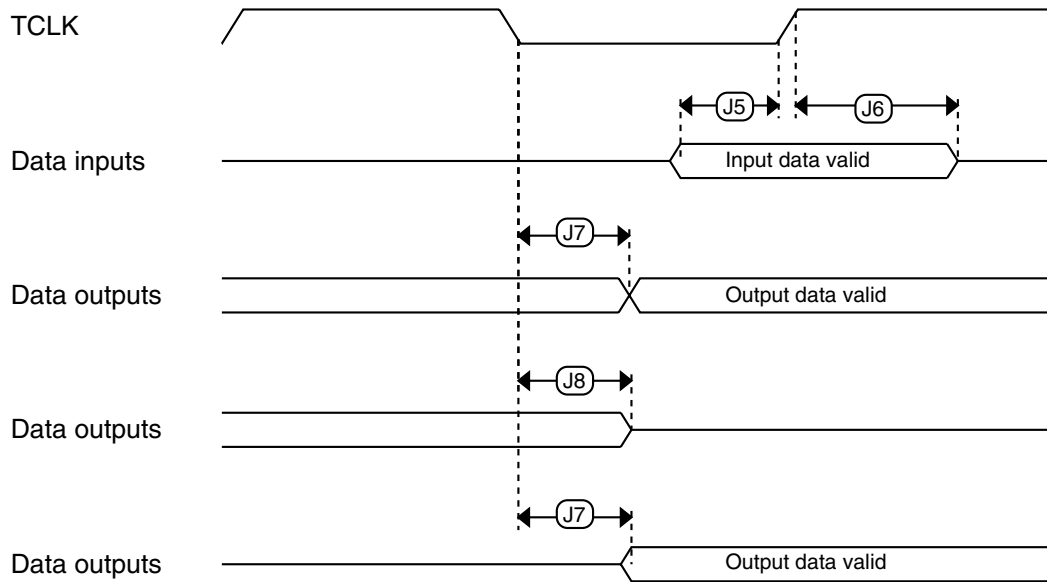 TCLK
J5
J6
Data inputs
Input data valid
J7
Data outputs
Output data valid
J8
Data outputs
J7
Data outputs
Output data valid